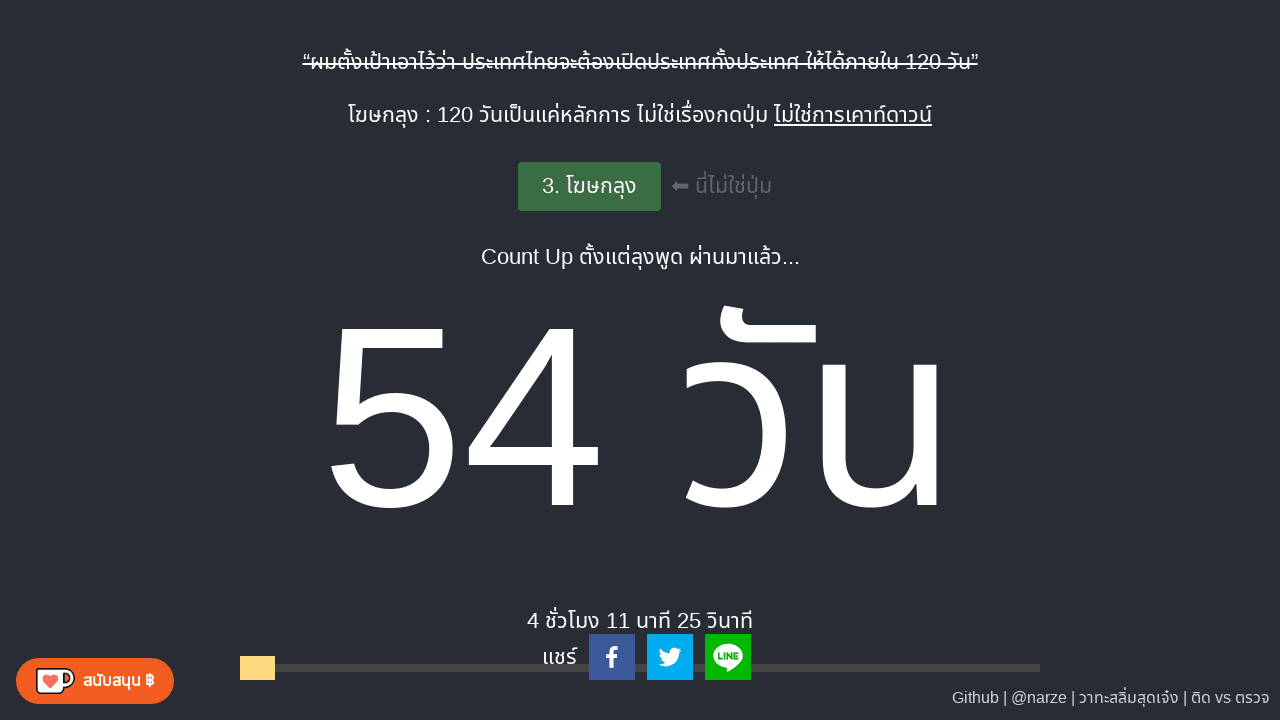 “ผมตั้งเป้าเอาไว้ว่า ประเทศไทยจะต้องเปิดประเทศทั้งประเทศ ให้ได้ภายใน 120 วัน”
โฆษกลุง : 120 วันเป็นแค่หลักการ ไม่ใช่เรื่องกดปุ่ม ไม่ใช่การเคาท์ดาวน์
3. โฆษกลุง ⬅ นี่ไม่ใช่ปุ่ม
Count Up ตั้งแต่ลุงพูด ผ่านมาแล้ว...
54 วัน
4 ชั่วโมง 11 นาที 25 วินาที
แชร์
LINE
สนับสนุน ฿
Github | @narze | วาทะสลิ่มสุดเจ๋ง | ติด vs ตรวจ